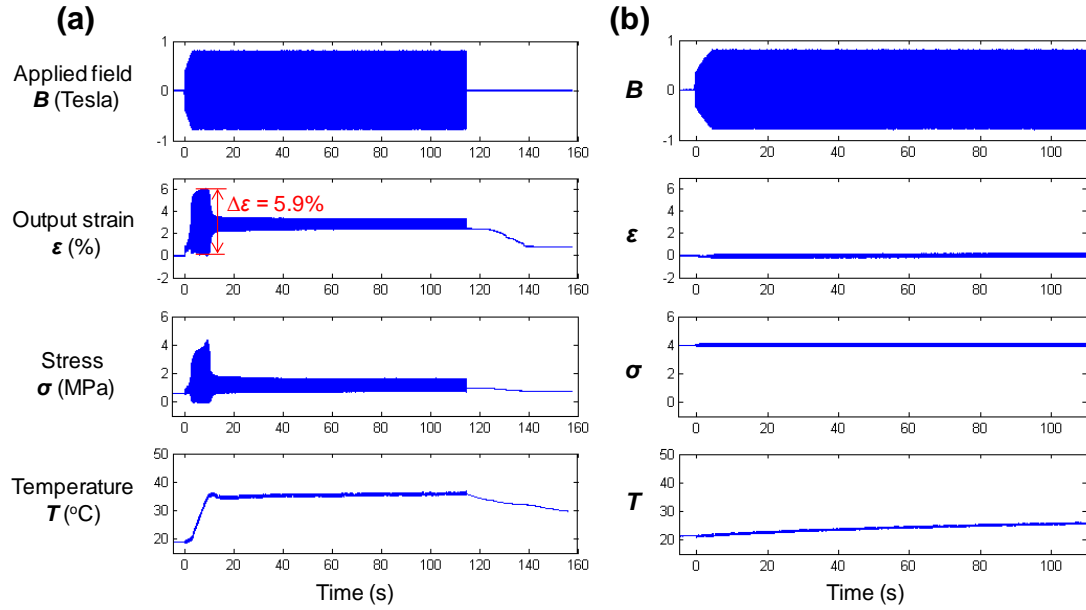 (a)
(b)
Applied field
B (Tesla)
1
0
-1
0 20 40 60 80 100 120 140 160
B
1
0
-1
0 20 40 60 80 100
Output strain
ε (%)
6
4
2
0
-2
Δε = 5.9%
0 20 40 60 80 100 120 140 160
ε
6
4
2
0
-2
0 20 40 60 80 100
Stress
σ (MPa)
6
4
2
0
0 20 40 60 80 100 120 140 160
σ
6
4
2
0
0 20 40 60 80 100
Temperature
T (°C)
50
40
30
20
0 20 40 60 80 100 120 140 160
Time (s)
T
50
40
30
20
0 20 40 60 80 100
Time (s)